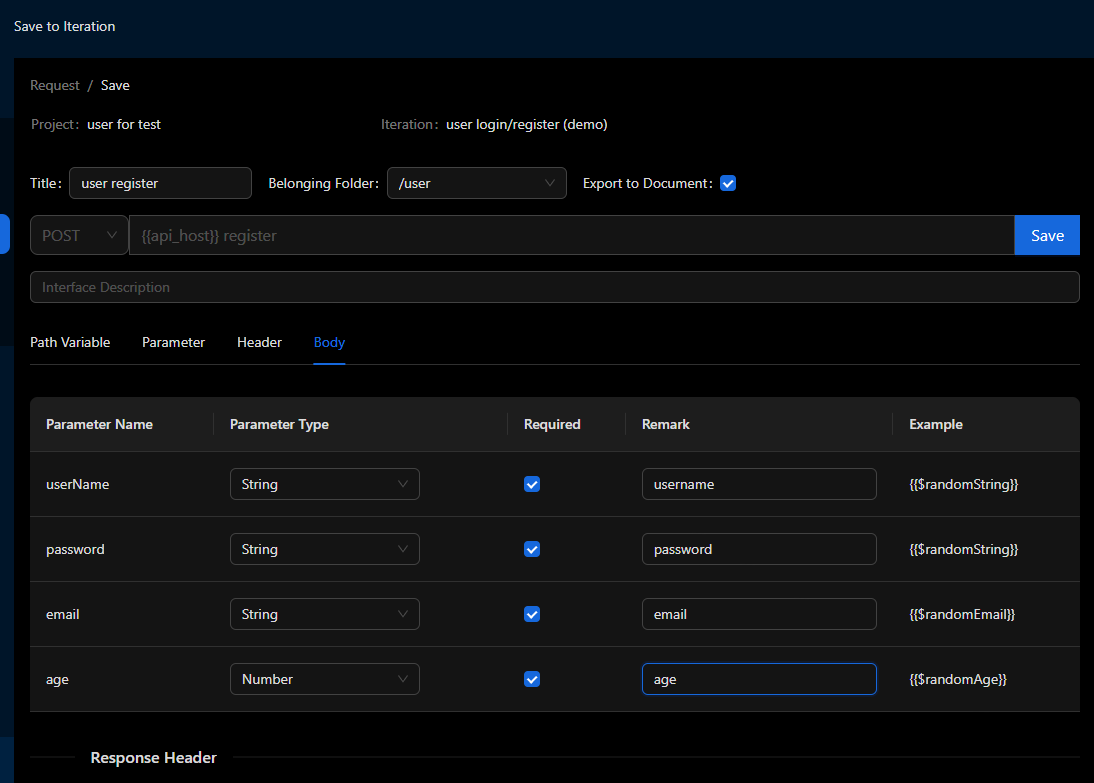 Save to Iteration
Request / Save
Project: user for test Iteration: user login/register (demo)
Title: user register Belonging Folder: /user Export to Document:
POST {{api_host}} register Save
Interface Description
Path Variable Parameter Header Body
Parameter Name Parameter Type Required Remark Example
userName String username {{$randomString}}
password String password {{$randomString}}
email String email {{$randomEmail}}
age Number age {{$randomAge}}
Response Header